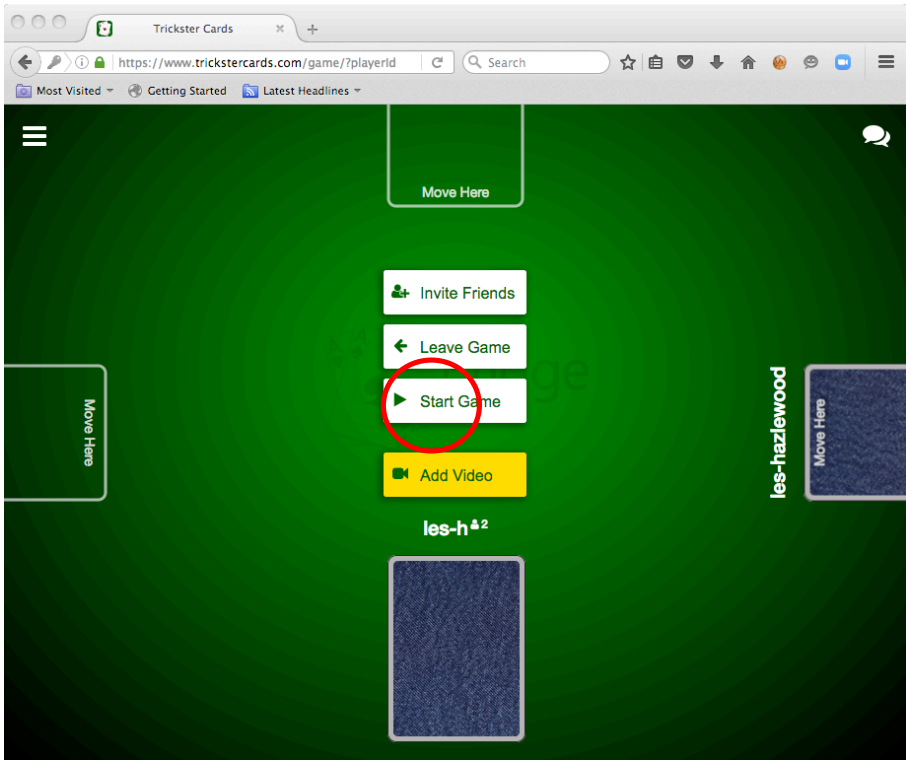 Trickster Cards
https://www.trickstercards.com/game/?playerId
Search
Most Visited
Getting Started
Latest Headlines
Move Here
Invite Friends
Leave Game
Start Game
Add Video
Move Here
les-hazlewood
Move Here
les-h 2